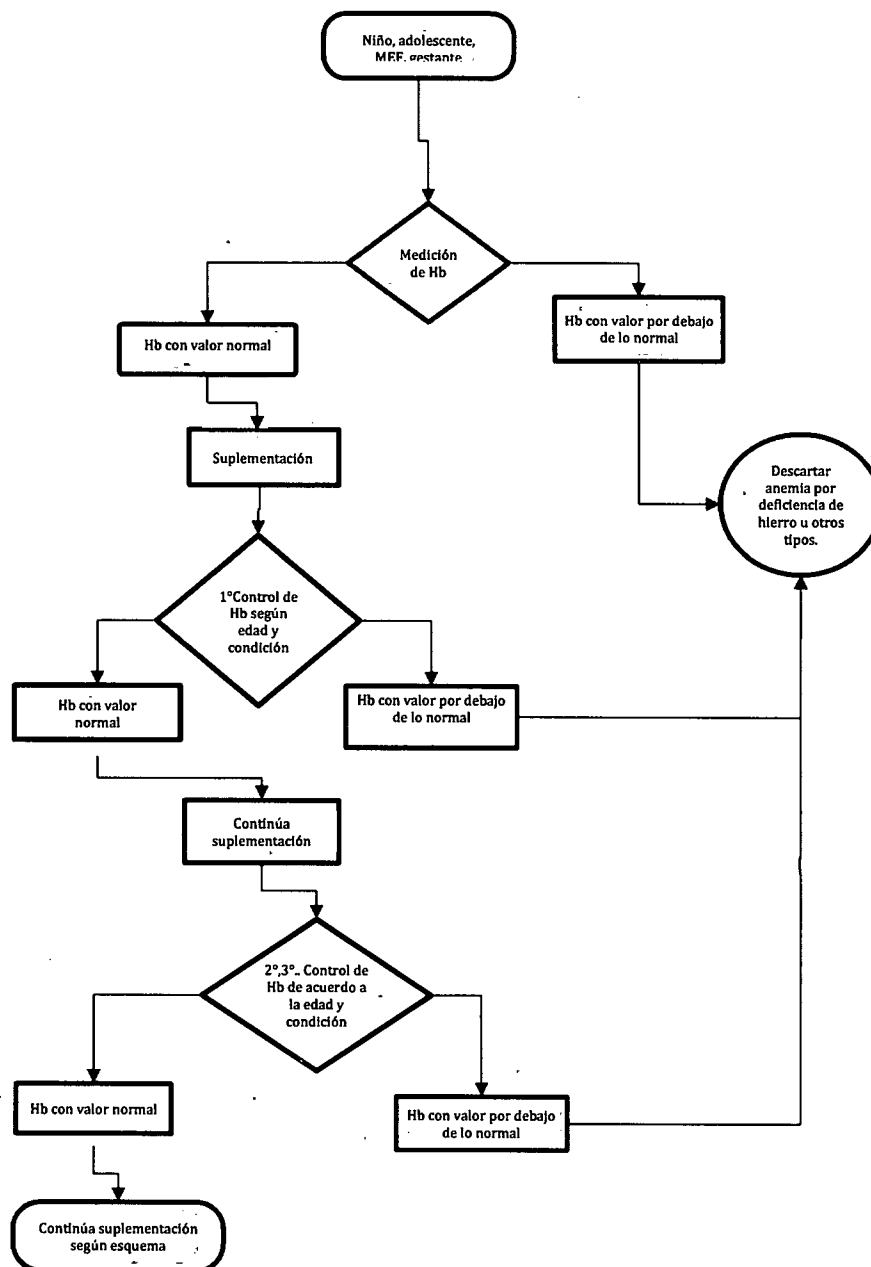 Niño, adolescente,
MEF, gestante
Medición
de Hb
Hb con valor normal
Hb con valor por debajo
de lo normal
Suplementación
Descartar
anemia por
deficiencia de
hierro u otros
tipos.
1°Control de
Hb según
edad y
condición
Hb con valor
normal
Hb con valor por debajo
de lo normal
Continúa
suplementación
2°,3°.. Control de
Hb de acuerdo a
la edad y
condición
Hb con valor normal
Hb con valor por debajo
de lo normal
Continúa suplementación
según esquema